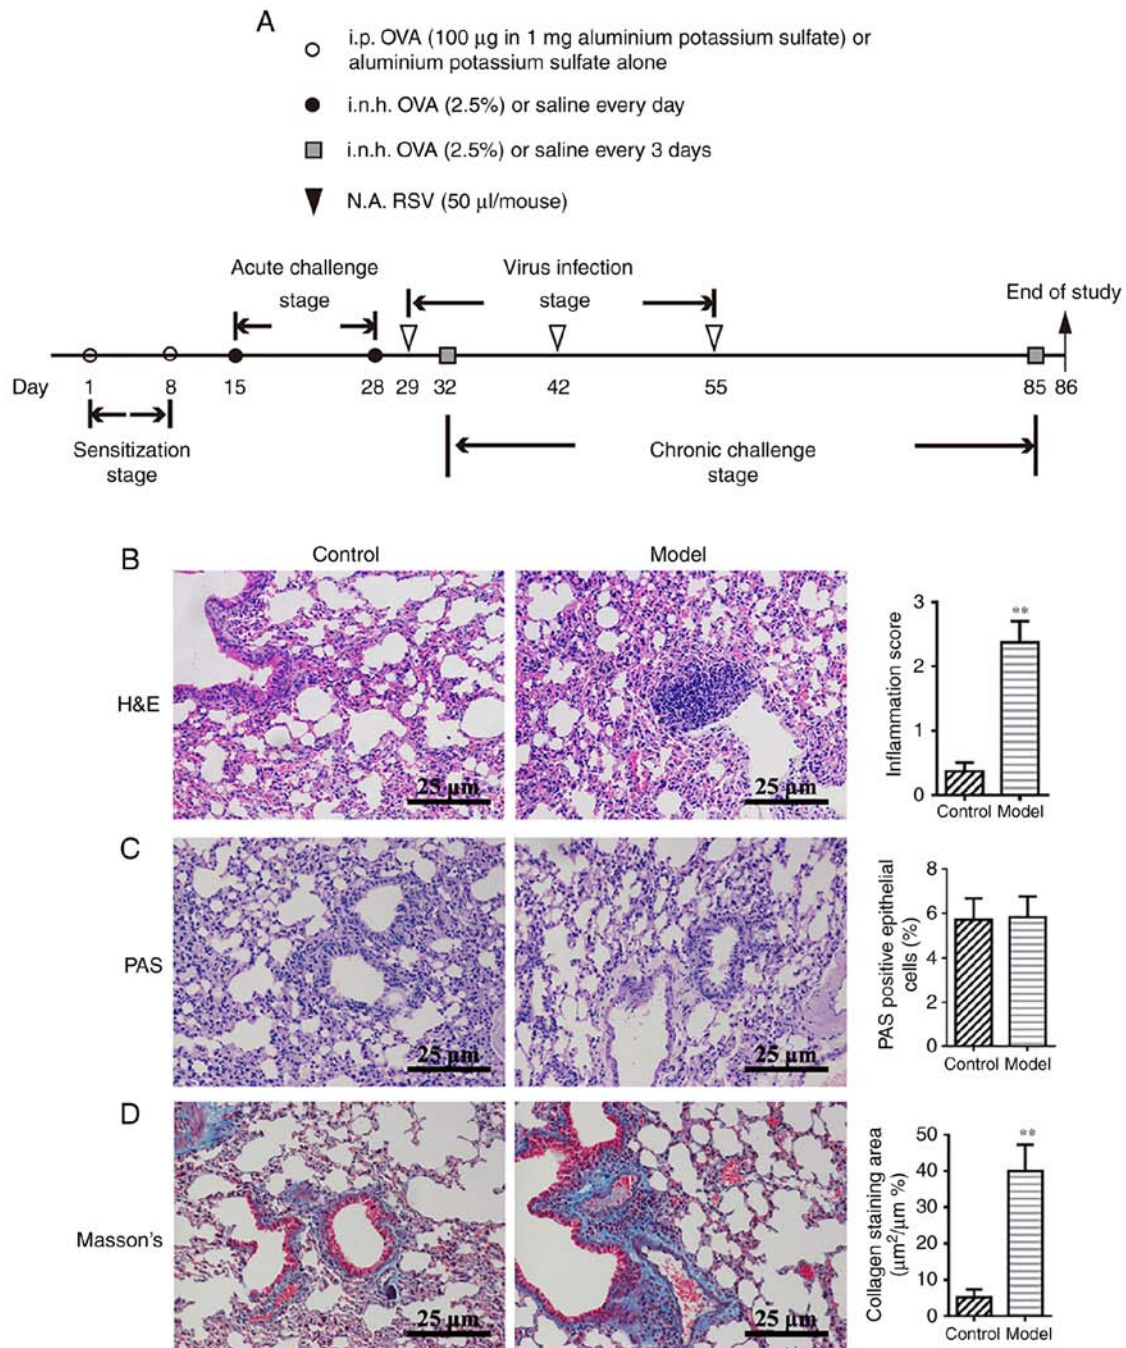 A
i.p. OVA (100 µg in 1 mg aluminium potassium sulfate) or
aluminium potassium sulfate alone
i.n.h. OVA (2.5%) or saline every day
i.n.h. OVA (2.5%) or saline every 3 days
N.A. RSV (50 µl/mouse)
Acute challenge
stage
Virus infection
stage
End of study
Day 1 8 15 28 29 32 42 55 85 86
Sensitization
stage
Chronic challenge
stage
B
Control
Model
H&E
25 µm
25 µm
Inflammation score
3
2
1
0
**
Control Model
C
PAS
25 µm
25 µm
PAS positive epithelial
cells (%)
8
6
4
2
0
Control Model
D
Masson's
25 µm
25 µm
Collagen staining area
(µm²/µm %)
50
40
30
20
10
0
**
Control Model